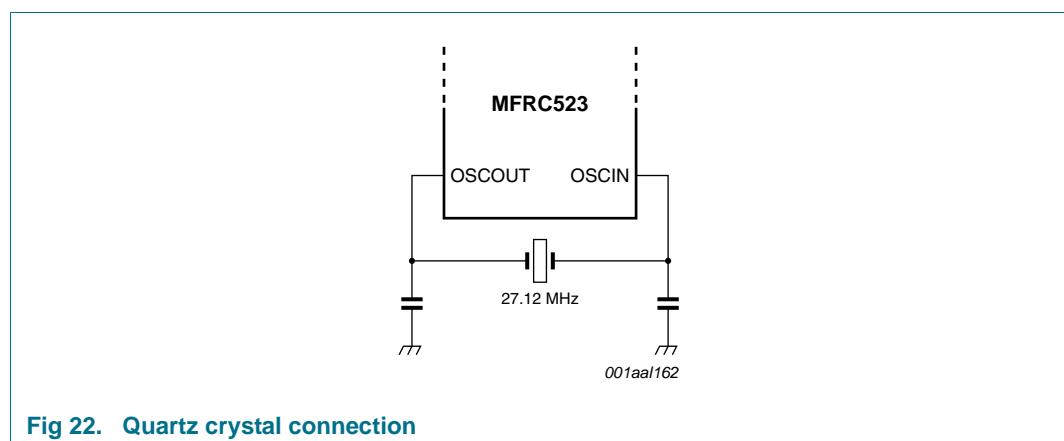 MFRC523
OSCOUT OSCIN
27.12 MHz
001aal162
Fig 22. Quartz crystal connection